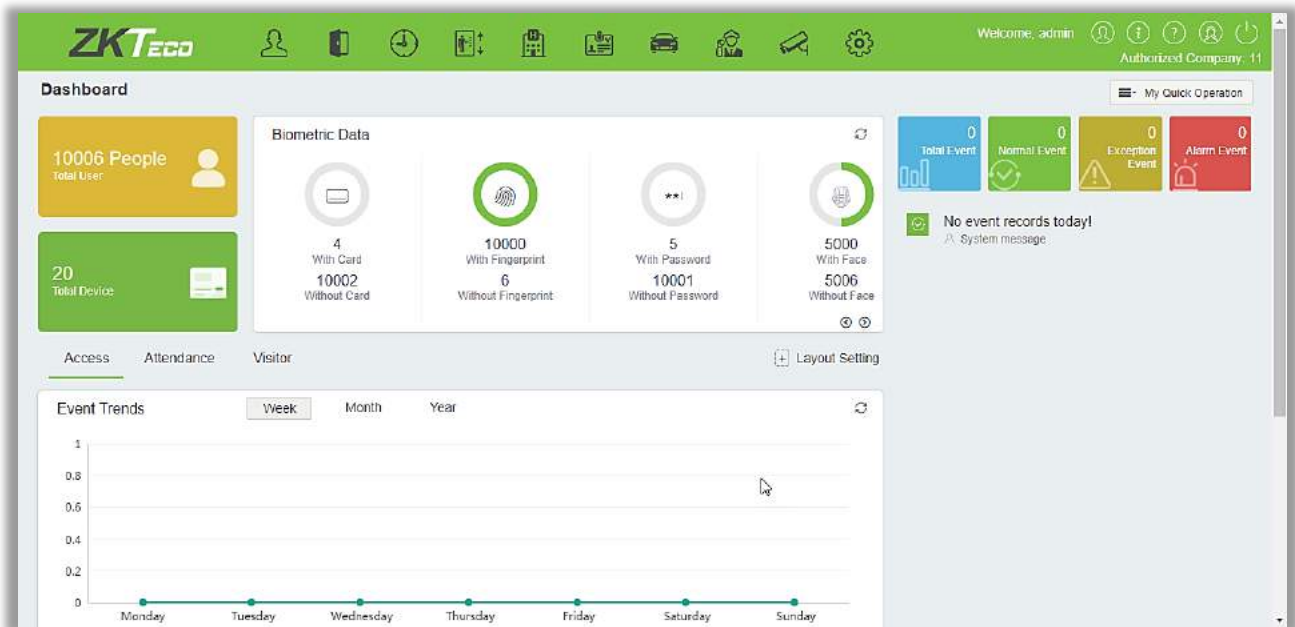 ZKTECO
Welcome, admin
Authorized Company: 11
Dashboard
My Quick Operation
10006 People
Total User
20
Total Device
Biometric Data
4
With Card
10002
Without Card
10000
With Fingerprint
6
Without Fingerprint
**|
5
With Password
10001
Without Password
5000
With Face
5006
Without Face
0
Total Event
0
Normal Event
0
Exception
Event
0
Alarm Event
No event records today!
System message
Access Attendance Visitor
Layout Setting
Event Trends Week Month Year
1
0.8
0.6
0.4
0.2
0
Monday Tuesday Wednesday Thursday Friday Saturday Sunday